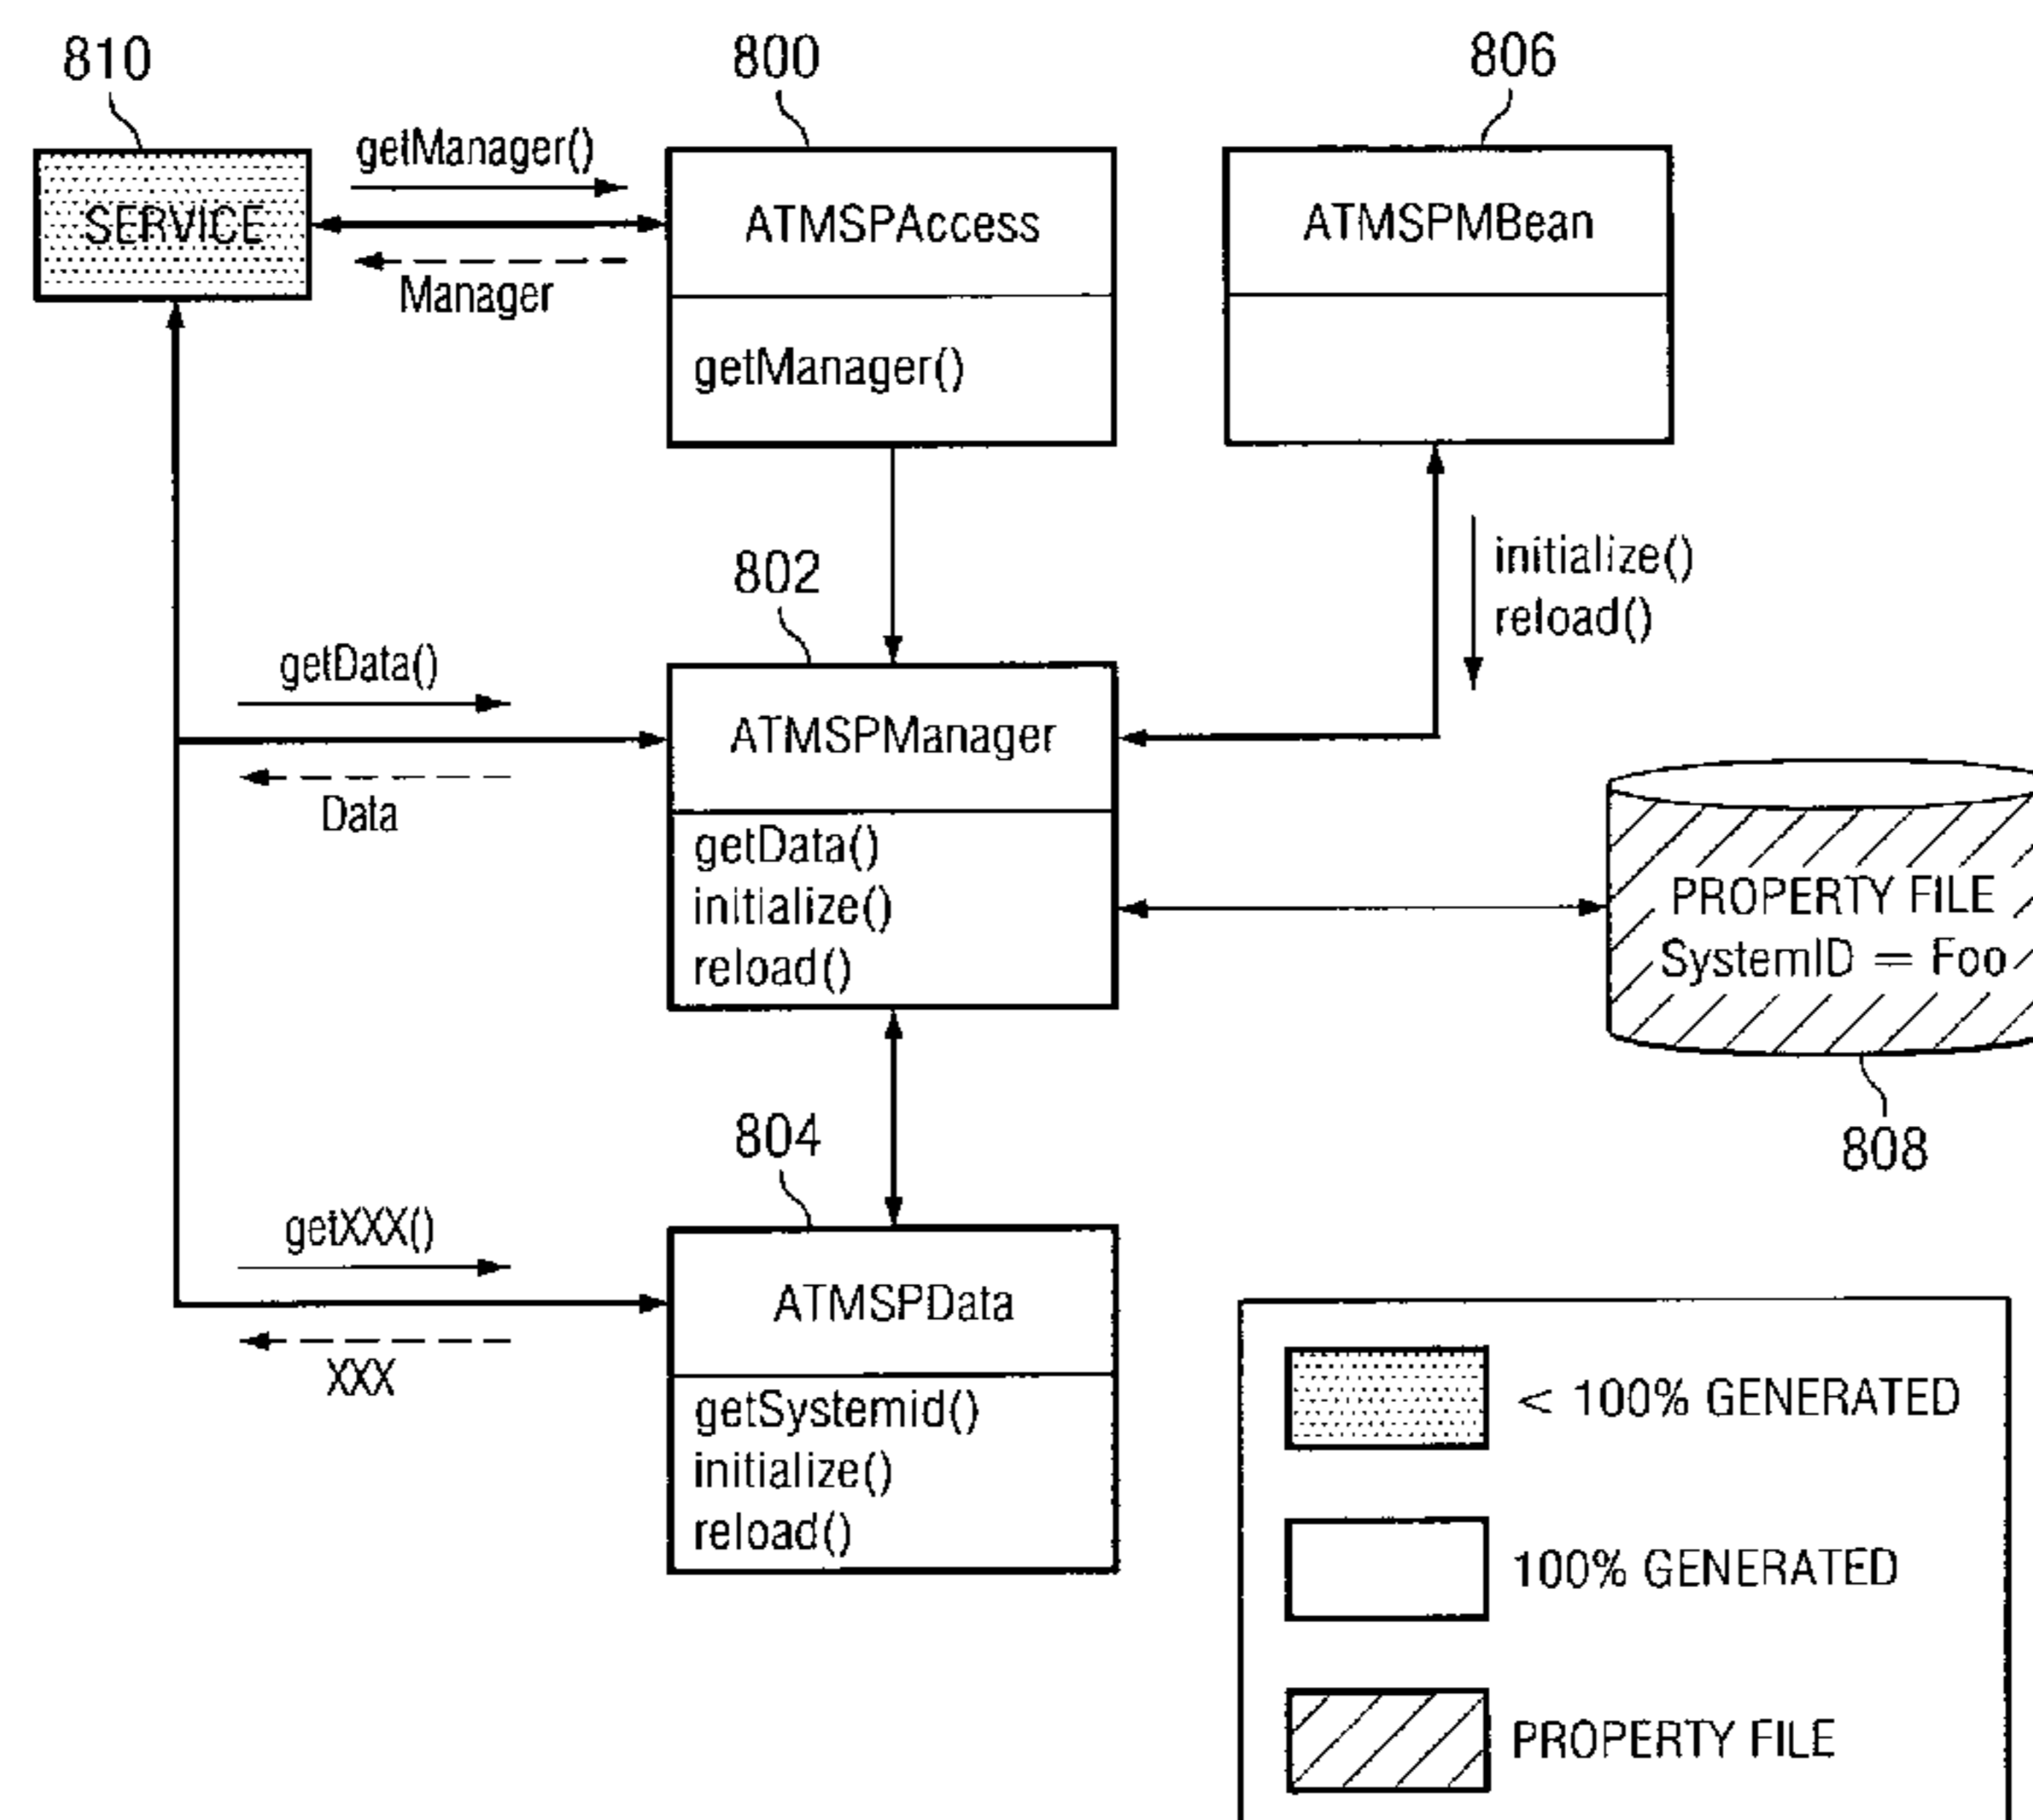 810
800
806
getManager()
SERVICE
ATMSPAccess
ATMSPMBean
Manager
getManager()
initialize()
reload()
802
getData()
ATMSPManager
Data
getData()
initialize()
reload()
PROPERTY FILE
SystemID = Foo
808
804
getXXX()
ATMSPData
XXX
getSystemid()
initialize()
reload()
< 100% GENERATED
100% GENERATED
PROPERTY FILE